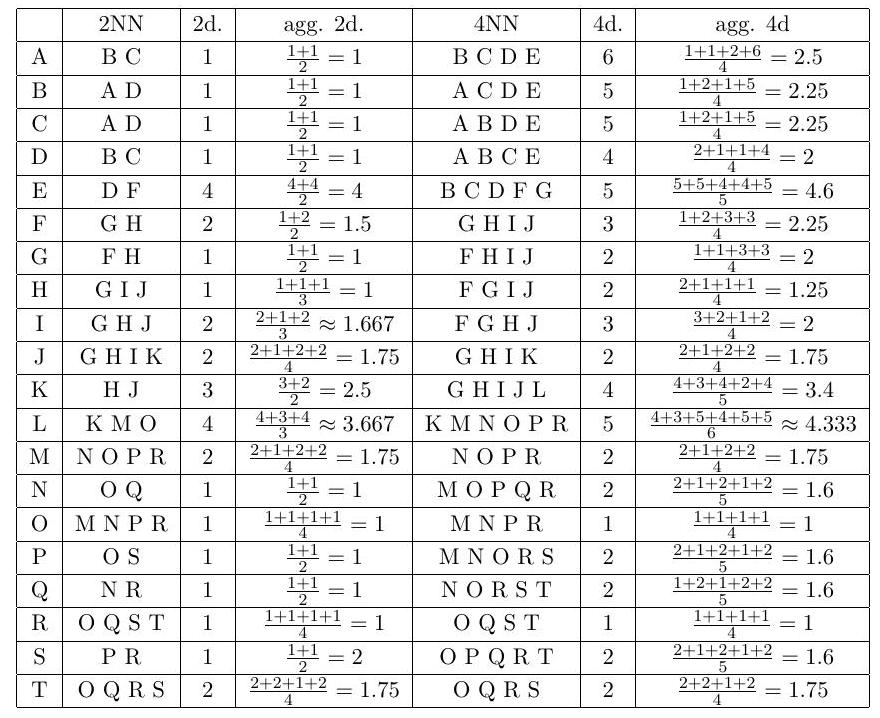 2NN 2d. agg. 2d. 4NN 4d. agg. 4d
A B C 1 \frac{1+1}{2} = 1 B C D E 6 \frac{1+1+2+6}{4} = 2.5
B A D 1 \frac{1+1}{2} = 1 A C D E 5 \frac{1+2+1+5}{4} = 2.25
C A D 1 \frac{1+1}{2} = 1 A B D E 5 \frac{1+2+1+5}{4} = 2.25
D B C 1 \frac{1+1}{2} = 1 A B C E 4 \frac{2+1+1+4}{4} = 2
E D F 4 \frac{4+4}{2} = 4 B C D F G 5 \frac{5+5+4+4+5}{5} = 4.6
F G H 2 \frac{1+2}{2} = 1.5 G H I J 3 \frac{1+2+3+3}{4} = 2.25
G F H 1 \frac{1+1}{2} = 1 F H I J 2 \frac{1+1+3+3}{4} = 2
H G I J 1 \frac{1+1+1}{3} = 1 F G I J 2 \frac{2+1+1+1}{4} = 1.25
I G H J 2 \frac{2+1+2}{3} ≈ 1.667 F G H J 3 \frac{3+2+1+2}{4} = 2
J G H I K 2 \frac{2+1+2+2}{4} = 1.75 G H I K 2 \frac{2+1+2+2}{4} = 1.75
K H J 3 \frac{3+2}{2} = 2.5 G H I J L 4 \frac{4+3+4+2+4}{5} = 3.4
L K M O 4 \frac{4+3+4}{3} ≈ 3.667 K M N O P R 5 \frac{4+3+5+4+5+5}{6} ≈ 4.333
M N O P R 2 \frac{2+1+2+2}{4} = 1.75 N O P R 2 \frac{2+1+2+2}{4} = 1.75
N O Q 1 \frac{1+1}{2} = 1 M O P Q R 2 \frac{2+1+2+1+2}{5} = 1.6
O M N P R 1 \frac{1+1+1+1}{4} = 1 M N P R 1 \frac{1+1+1+1}{4} = 1
P O S 1 \frac{1+1}{2} = 1 M N O R S 2 \frac{2+1+2+1+2}{5} = 1.6
Q N R 1 \frac{1+1}{2} = 1 N O R S T 2 \frac{1+2+1+2+2}{5} = 1.6
R O Q S T 1 \frac{1+1+1+1}{4} = 1 O Q S T 1 \frac{1+1+1+1}{4} = 1
S P R 1 \frac{1+1}{2} = 2 O P Q R T 2 \frac{2+1+2+1+2}{5} = 1.6
T O Q R S 2 \frac{2+2+1+2}{4} = 1.75 O Q R S 2 \frac{2+2+1+2}{4} = 1.75